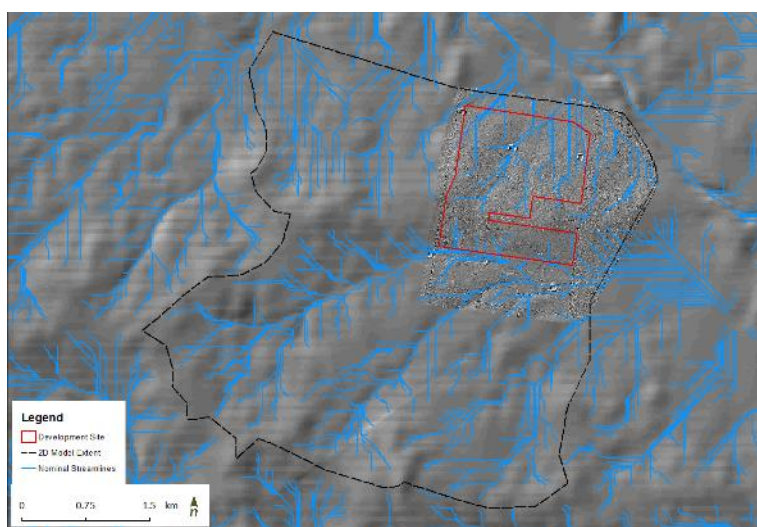 Legend
Development Site
2D Model Extent
Nominal Streamlines
0 0.75 1.5 km
n